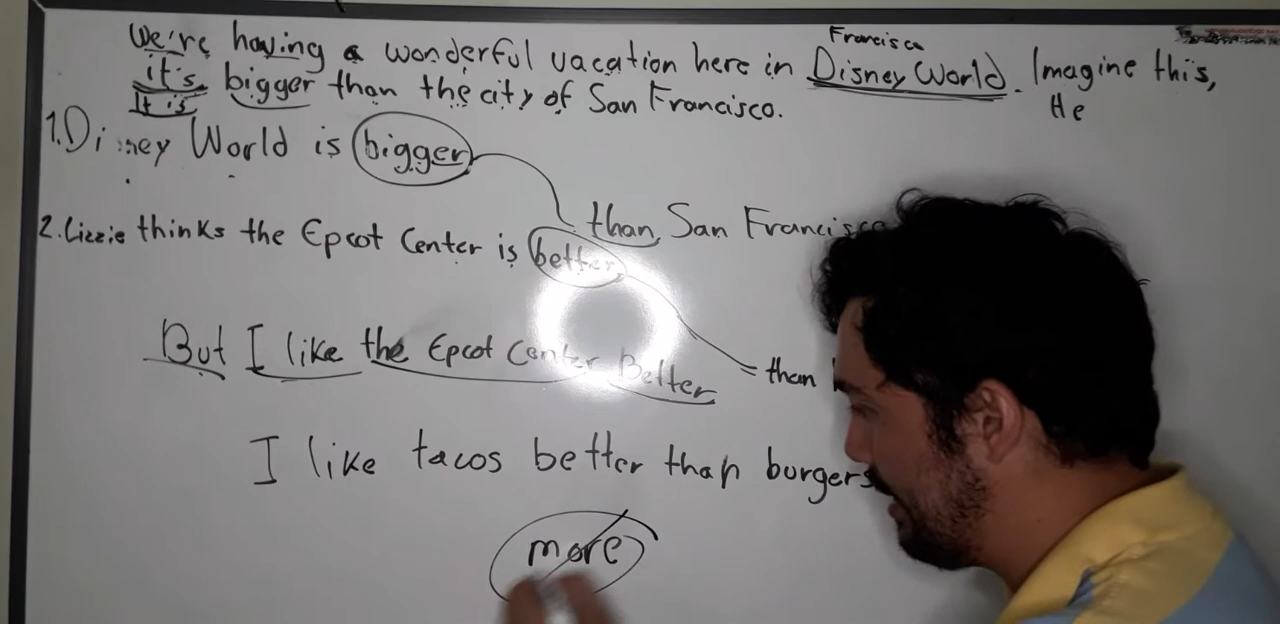 Francisco
We're having a wonderful vacation here in Disney World. Imagine this,
it's bigger than the city of San Francisco. He
It is
1. Disney World is bigger
than San Francisco
2. Lizzie thinks the Epcot Center is better
But I like the Epcot Center Better
than
I like tacos better than burgers
more